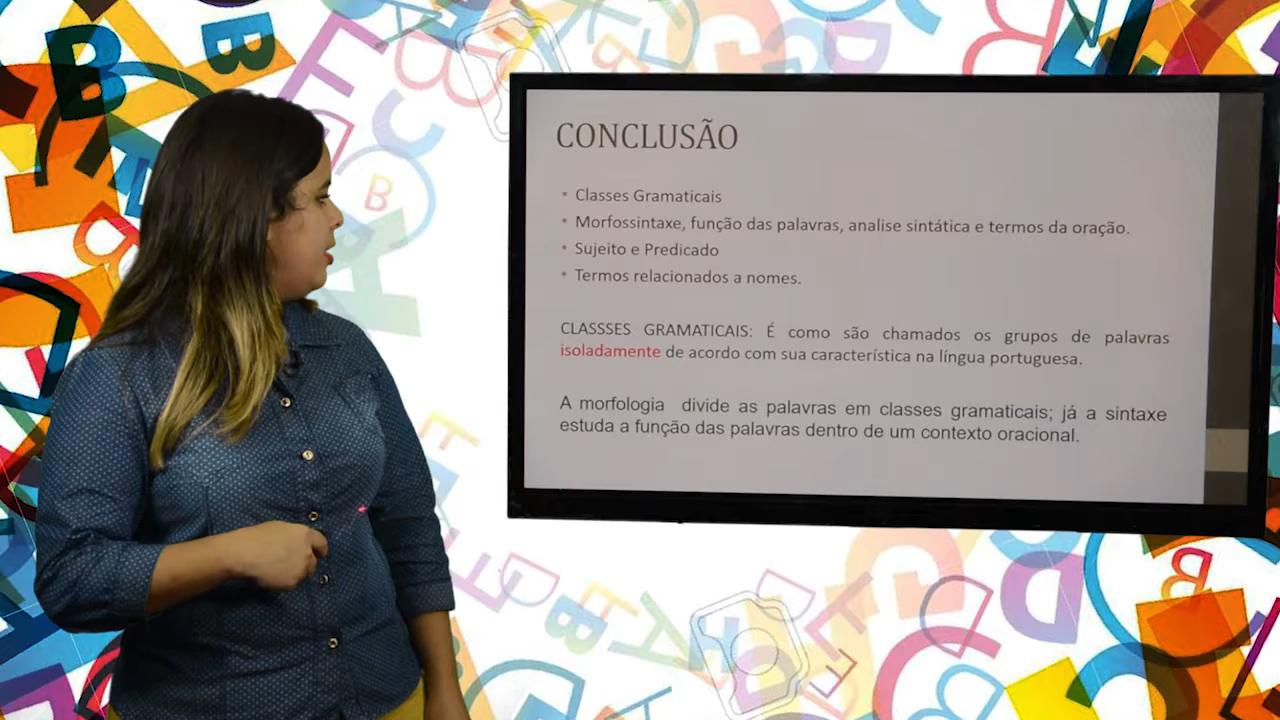 CONCLUSÃO
• Classes Gramaticais
• Morfossintaxe, função das palavras, analise sintática e termos da oração.
• Sujeito e Predicado
• Termos relacionados a nomes.
CLASSSES GRAMATICAIS: É como são chamados os grupos de palavras
isoladamente de acordo com sua característica na língua portuguesa.
A morfologia divide as palavras em classes gramaticais; já a sintaxe
estuda a função das palavras dentro de um contexto oracional.